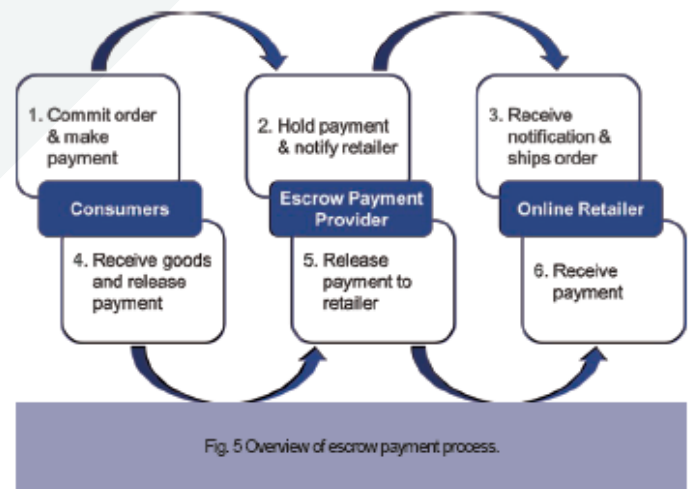 1. Commit order
& make
payment
2. Hold payment
& notify retailer
3. Receive
notification &
ships order
Consumers
Escrow Payment
Provider
Online Retailer
4. Receive goods
and release
payment
5. Release
payment to
retailer
6. Receive
payment
Fig. 5 Overview of escrow payment process.